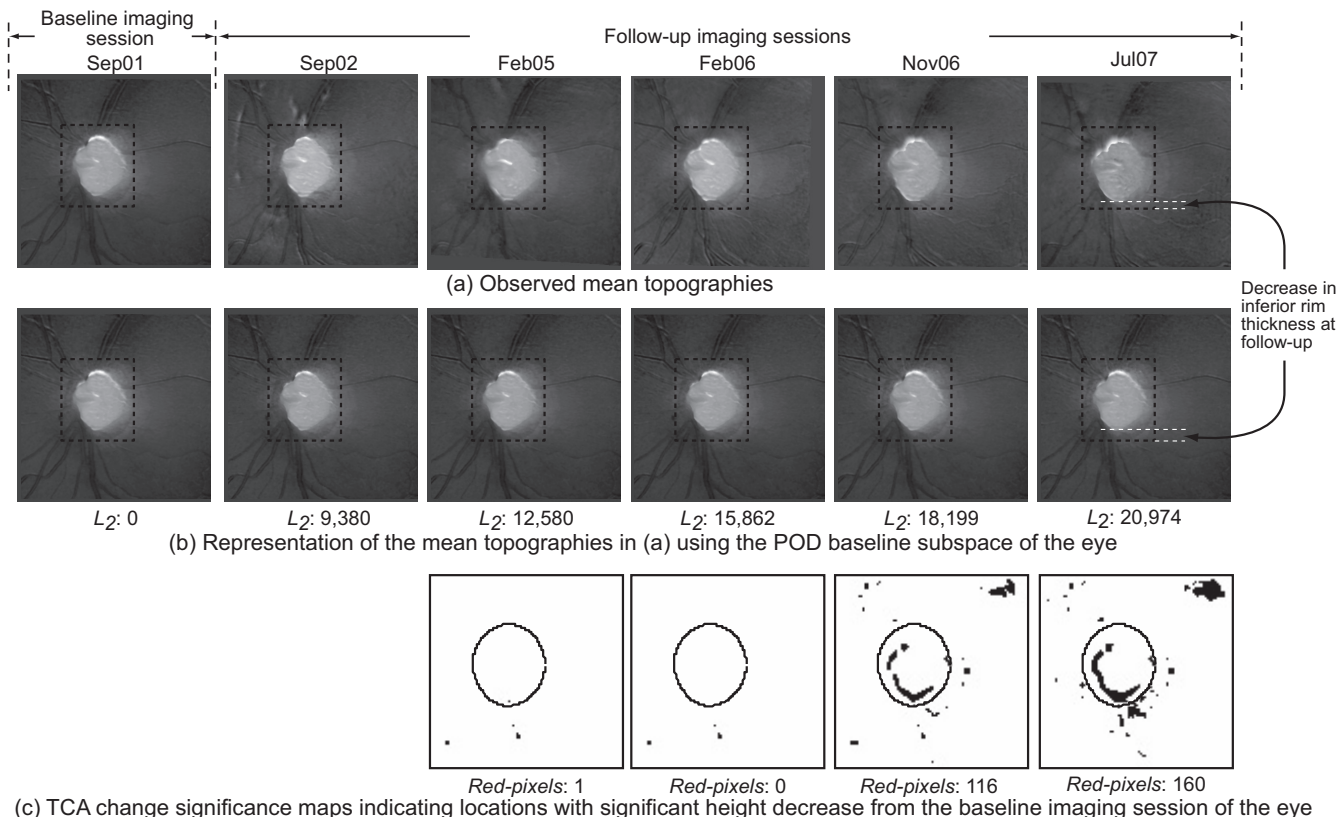 Baseline imaging
session
Follow-up imaging sessions
Sep01
Sep02
Feb05
Feb06
Nov06
Jul07
(a) Observed mean topographies
Decrease in
inferior rim
thickness at
follow-up
L2: 0
L2: 9,380
L2: 12,580
L2: 15,862
L2: 18,199
L2: 20,974
(b) Representation of the mean topographies in (a) using the POD baseline subspace of the eye
Red-pixels: 1
Red-pixels: 0
Red-pixels: 116
Red-pixels: 160
(c) TCA change significance maps indicating locations with significant height decrease from the baseline imaging session of the eye